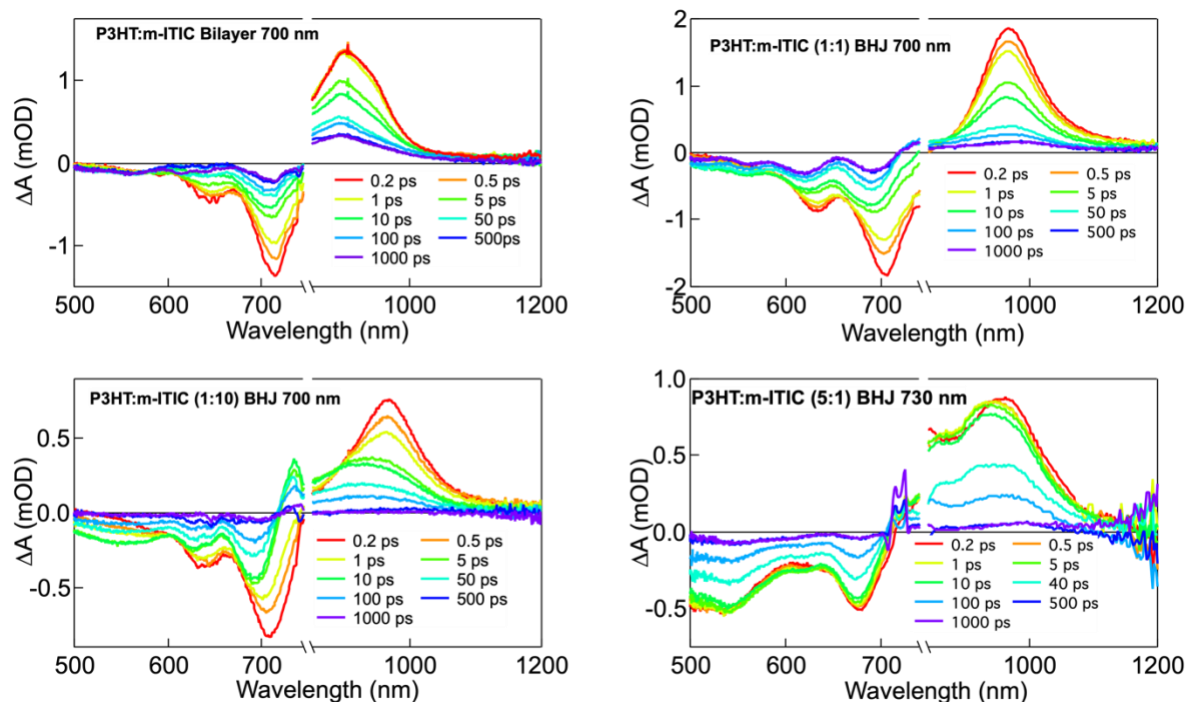 P3HT:m-ITIC Bilayer 700 nm
ΔA (mOD)
1
0
-1
0.2 ps 0.5 ps
1 ps 5 ps
10 ps 50 ps
100 ps 500ps
1000 ps
500 600 700 1000 1200
Wavelength (nm)
P3HT:m-ITIC (1:1) BHJ 700 nm
ΔA (mOD)
2
1
0
-1
2
0.2 ps 0.5 ps
1 ps 5 ps
10 ps 50 ps
100 ps 500 ps
1000 ps
500 600 700 1000 1200
Wavelength (nm)
P3HT:m-ITIC (1:10) BHJ 700 nm
ΔA (mOD)
0.5
0.0
-0.5
0.2 ps 0.5 ps
1 ps 5 ps
10 ps 50 ps
100 ps 500 ps
1000 ps
500 600 700 1000 1200
Wavelength (nm)
P3HT:m-ITIC (5:1) BHJ 730 nm
ΔA (mOD)
1.0
0.5
0.0
-0.5
0.2 ps 0.5 ps
1 ps 5 ps
10 ps 40 ps
100 ps 500 ps
1000 ps
500 600 700 1000 1200
Wavelength (nm)